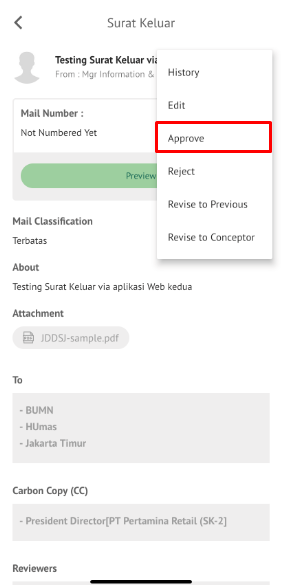 Surat Keluar
Testing Surat Keluar via
From : Mgr Information &
History
Edit
Approve
Reject
Revise to Previous
Revise to Conceptor
Mail Number :
Not Numbered Yet
Preview
Mail Classification
Terbatas
About
Testing Surat Keluar via aplikasi Web kedua
Attachment
JDDSJ-sample.pdf
To
- BUMN
- HUmas
- Jakarta Timur
Carbon Copy (CC)
- President Director[PT Pertamina Retail (SK-2]
Reviewers